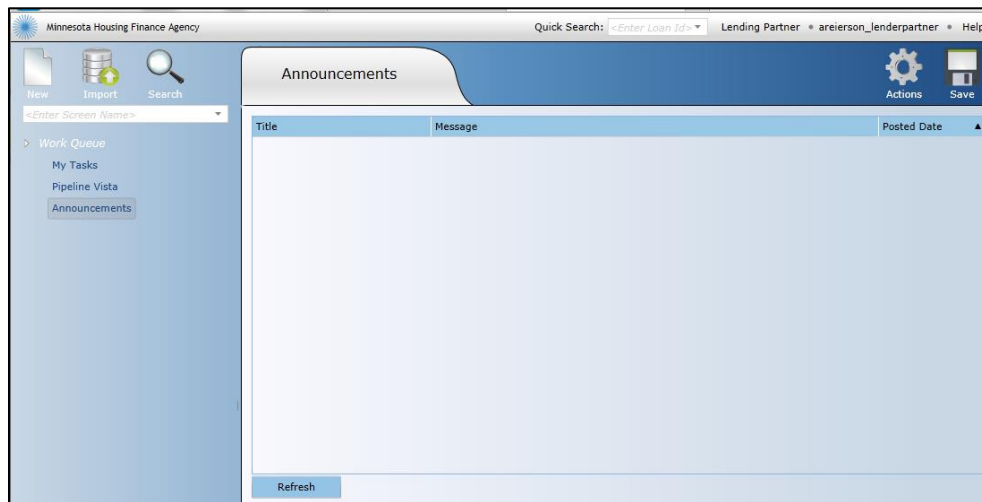 Minnesota Housing Finance Agency Quick Search: <Enter Loan Id> Lending Partner • areierson_lenderpartner • Help
New Import Search Announcements Actions Save
<Enter Screen Name>
Title Message Posted Date
Work Queue
My Tasks
Pipeline Vista
Announcements
Refresh